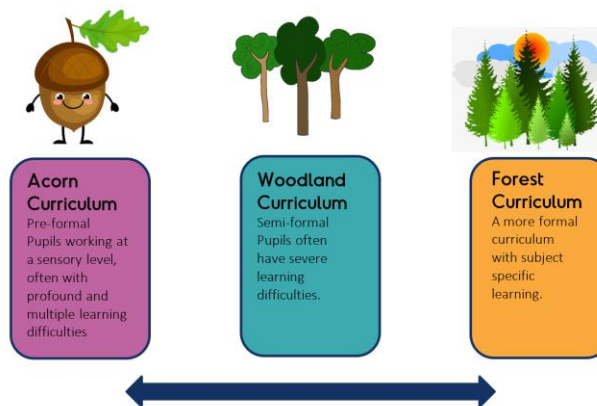 Acorn
Curriculum
Pre-formal
Pupils working at
a sensory level,
often with
profound and
multiple learning
difficulties
Woodland
Curriculum
Semi-formal
Pupils often
have severe
learning
difficulties.
Forest
Curriculum
A more formal
curriculum
with subject
specific
learning.